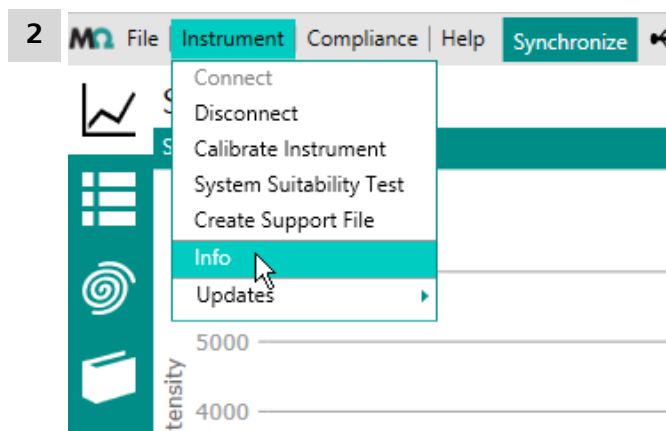 2
MΩ File | Instrument | Compliance | Help Synchronize
Connect
Disconnect
Calibrate Instrument
System Suitability Test
Create Support File
Info
Updates
5000
4000